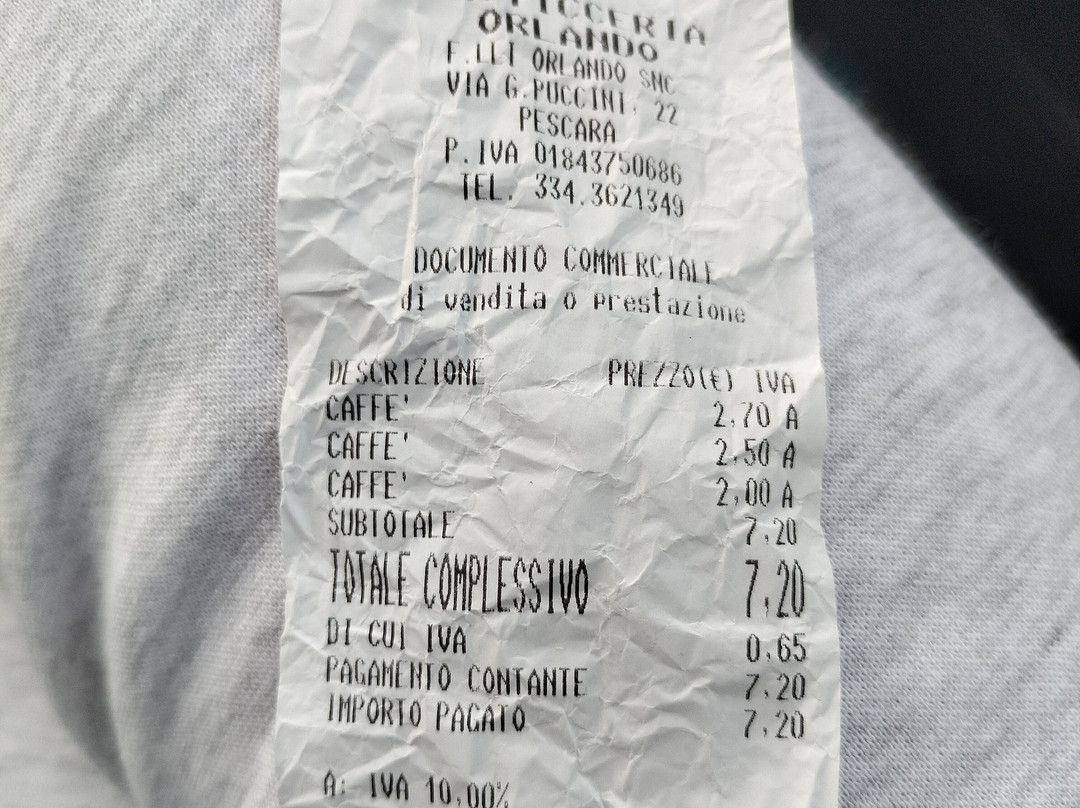 ORLANDO
F.LLI ORLANDO SNC
VIA G.PUCCINI, 22
PESCARA
P.IVA 01843750686
TEL. 334.3621349
DOCUMENTO COMMERCIALE
di vendita o Prestazione
DESCRIZIONE PREZZO(€) IVA
CAFFE' 2,70 A
CAFFE' 2,50 A
CAFFE' 2,00 A
SUBTOTALE 7,20
TOTALE COMPLESSIVO 7,20
DI CUI IVA 0,65
PAGAMENTO CONTANTE 7,20
IMPORTO PAGATO 7,20
A: IVA 10,00%